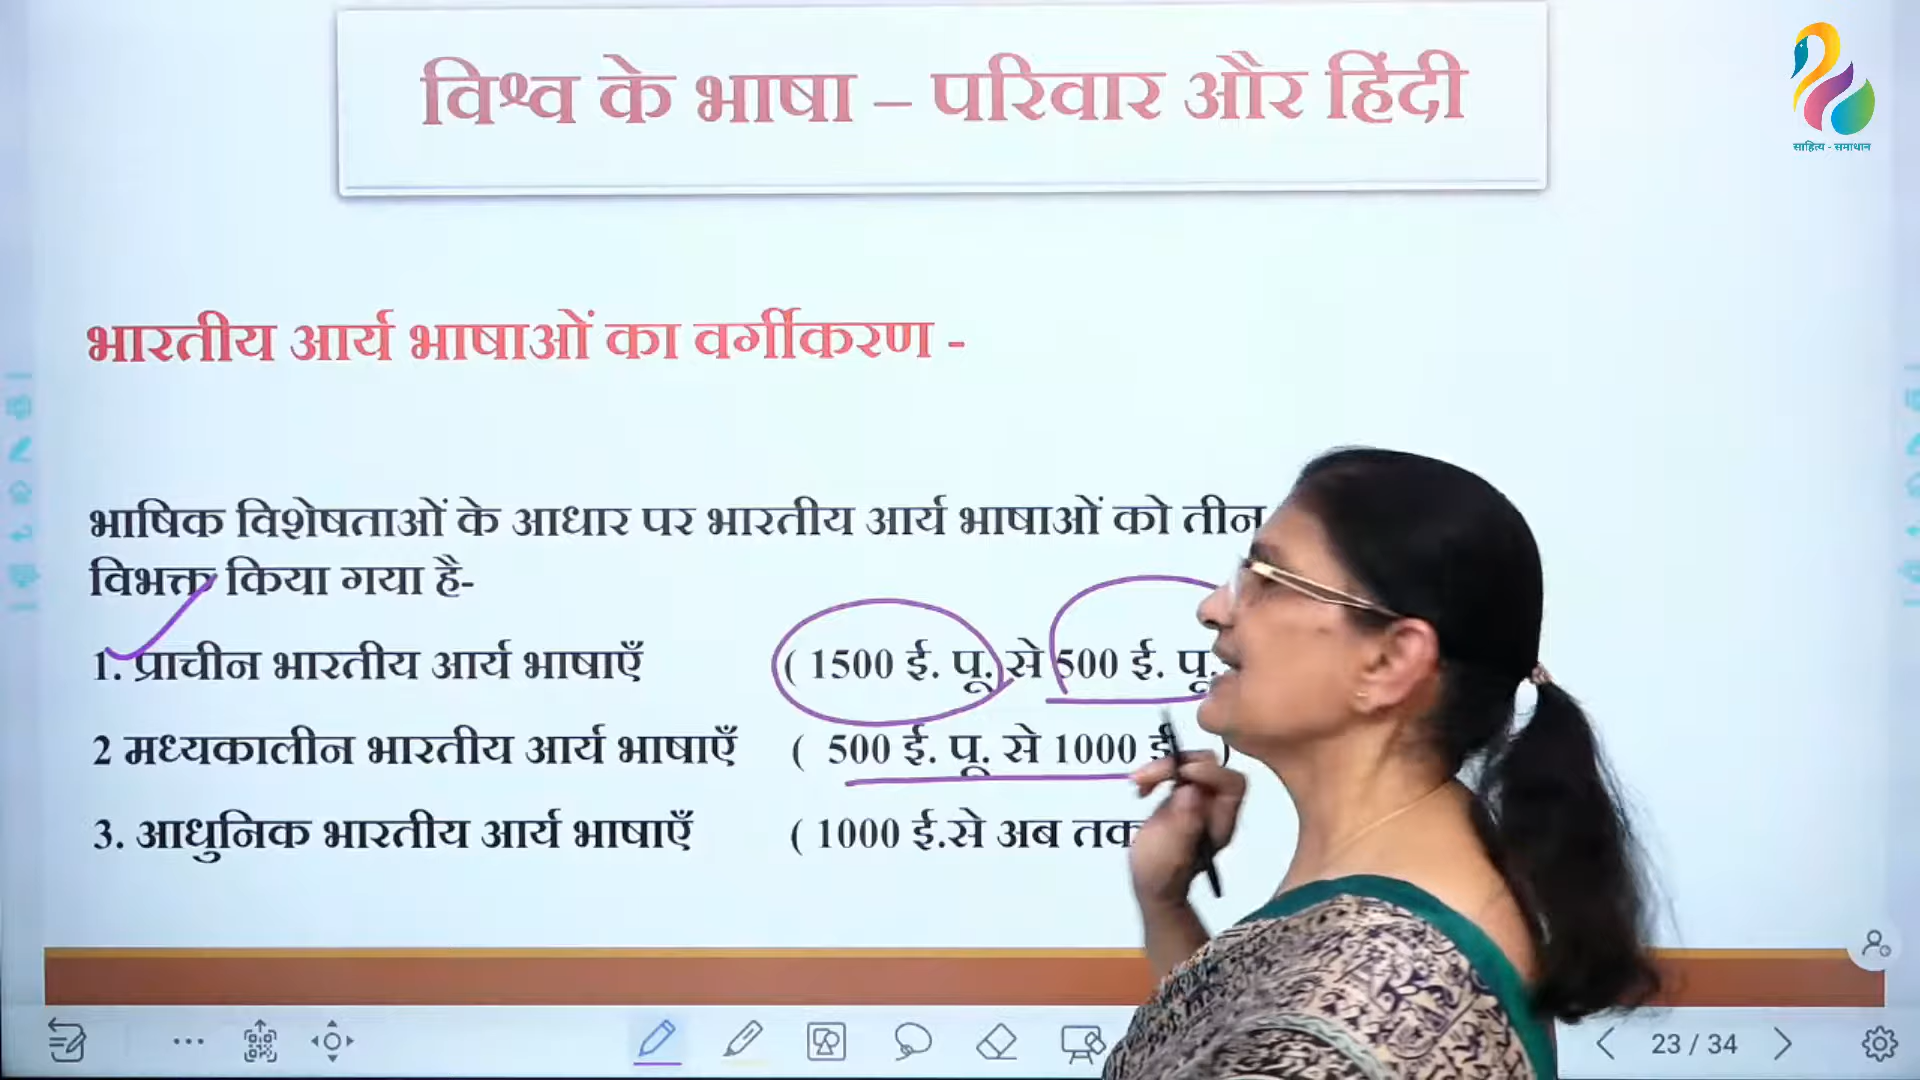 विश्व के भाषा – परिवार और हिंदी
साहित्य - समाधान
भारतीय आर्य भाषाओं का वर्गीकरण -
भाषिक विशेषताओं के आधार पर भारतीय आर्य भाषाओं को तीन
विभक्त किया गया है-
1. प्राचीन भारतीय आर्य भाषाएँ ( 1500 ई. पू. से 500 ई. पू.
2 मध्यकालीन भारतीय आर्य भाषाएँ ( 500 ई. पू. से 1000 ई )
3. आधुनिक भारतीय आर्य भाषाएँ ( 1000 ई.से अब तक
23 / 34